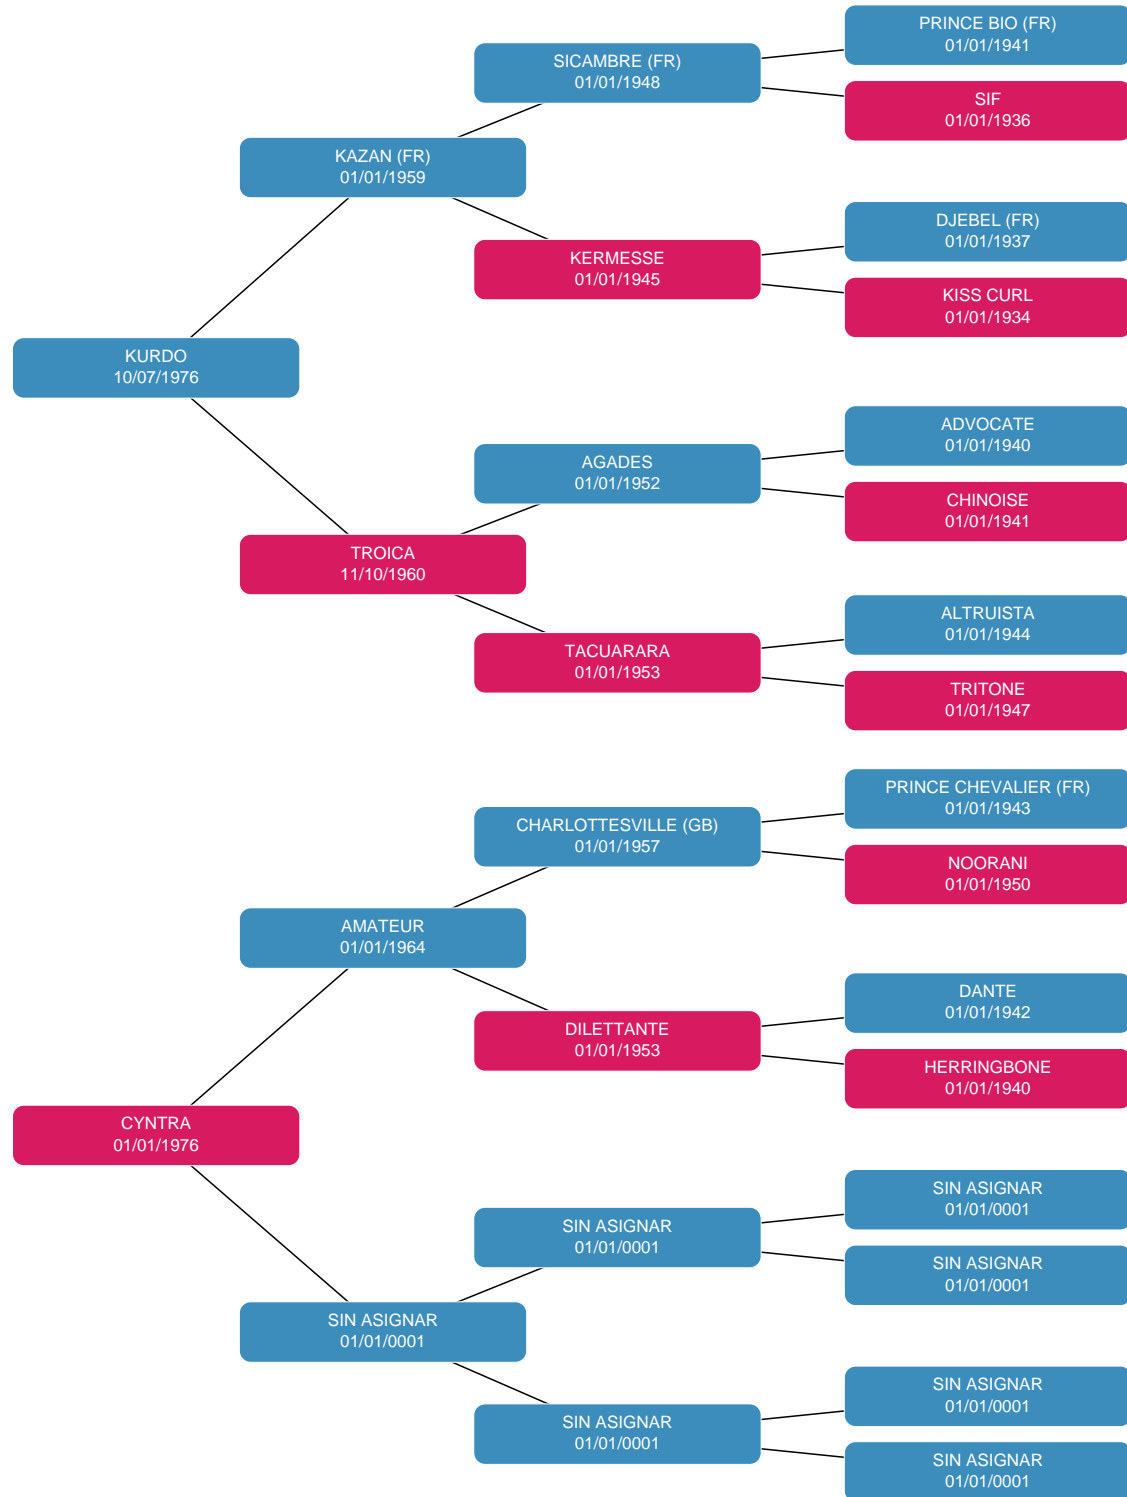 PRINCE BIO (FR)
01/01/1941
SICAMBRE (FR)
01/01/1948
SIF
01/01/1936
KAZAN (FR)
01/01/1959
DJEBEL (FR)
01/01/1937
KERMESSE
01/01/1945
KISS CURL
01/01/1934
KURDO
10/07/1976
ADVOCATE
01/01/1940
AGADES
01/01/1952
CHINOISE
01/01/1941
TROICA
11/10/1960
ALTRUISTA
01/01/1944
TACUARARA
01/01/1953
TRITONE
01/01/1947
PRINCE CHEVALIER (FR)
01/01/1943
CHARLOTTESVILLE (GB)
01/01/1957
NOORANI
01/01/1950
AMATEUR
01/01/1964
DANTE
01/01/1942
DILETTANTE
01/01/1953
HERRINGBONE
01/01/1940
CYNTRA
01/01/1976
SIN ASIGNAR
01/01/0001
SIN ASIGNAR
01/01/0001
SIN ASIGNAR
01/01/0001
SIN ASIGNAR
01/01/0001
SIN ASIGNAR
01/01/0001
SIN ASIGNAR
01/01/0001
SIN ASIGNAR
01/01/0001